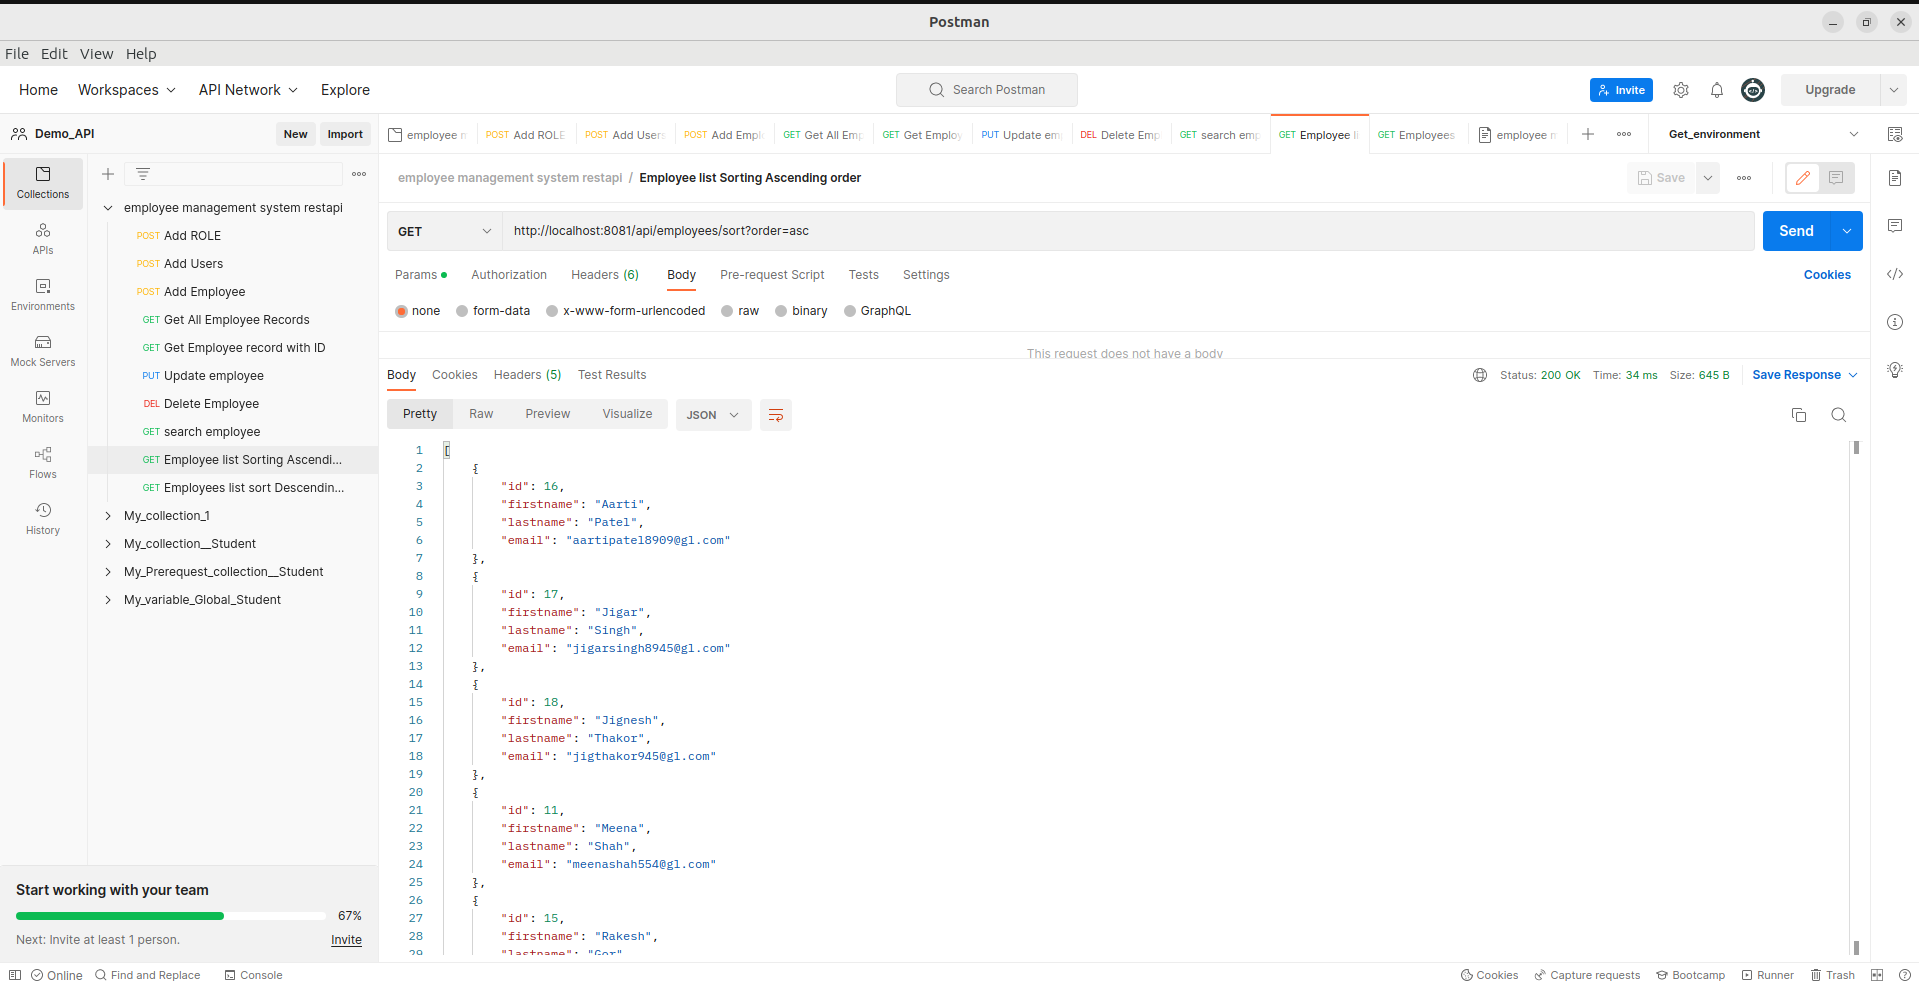 Postman
File Edit View Help
Home Workspaces API Network Explore Search Postman Invite Upgrade
Demo_API New Import employee m POST Add ROLE POST Add Users POST Add Empl GET Get All Emp GET Get Employ PUT Update em DEL Delete Emp GET search emp GET Employee li GET Employees employee m Get_environment
Collections
APIs
Environments
Mock Servers
Monitors
Flows
History
employee management system restapi
POST Add ROLE
POST Add Users
POST Add Employee
GET Get All Employee Records
GET Get Employee record with ID
PUT Update employee
DEL Delete Employee
GET search employee
GET Employee list Sorting Ascendi...
GET Employees list sort Descendin...
My_collection_1
My_collection__Student
My_Prerequest_collection__Student
My_variable_Global_Student
Start working with your team
67%
Next: Invite at least 1 person. Invite
employee management system restapi / Employee list Sorting Ascending order Save
GET http://localhost:8081/api/employees/sort?order=asc Send
Params Authorization Headers (6) Body Pre-request Script Tests Settings Cookies
none form-data x-www-form-urlencoded raw binary GraphQL
This request does not have a body
Body Cookies Headers (5) Test Results Status: 200 OK Time: 34 ms Size: 645 B Save Response
Pretty Raw Preview Visualize JSON
1 [
2 {
3 "id": 16,
4 "firstname": "Aarti",
5 "lastname": "Patel",
6 "email": "aartipatel8909@gl.com"
7 },
8 {
9 "id": 17,
10 "firstname": "Jigar",
11 "lastname": "Singh",
12 "email": "jigarsingh8945@gl.com"
13 },
14 {
15 "id": 18,
16 "firstname": "Jignesh",
17 "lastname": "Thakor",
18 "email": "jigthakor945@gl.com"
19 },
20 {
21 "id": 11,
22 "firstname": "Meena",
23 "lastname": "Shah",
24 "email": "meenashah554@gl.com"
25 },
26 {
27 "id": 15,
28 "firstname": "Rakesh",
29 "lastname": "Gor"
Online Find and Replace Console Cookies Capture requests Bootcamp Runner Trash